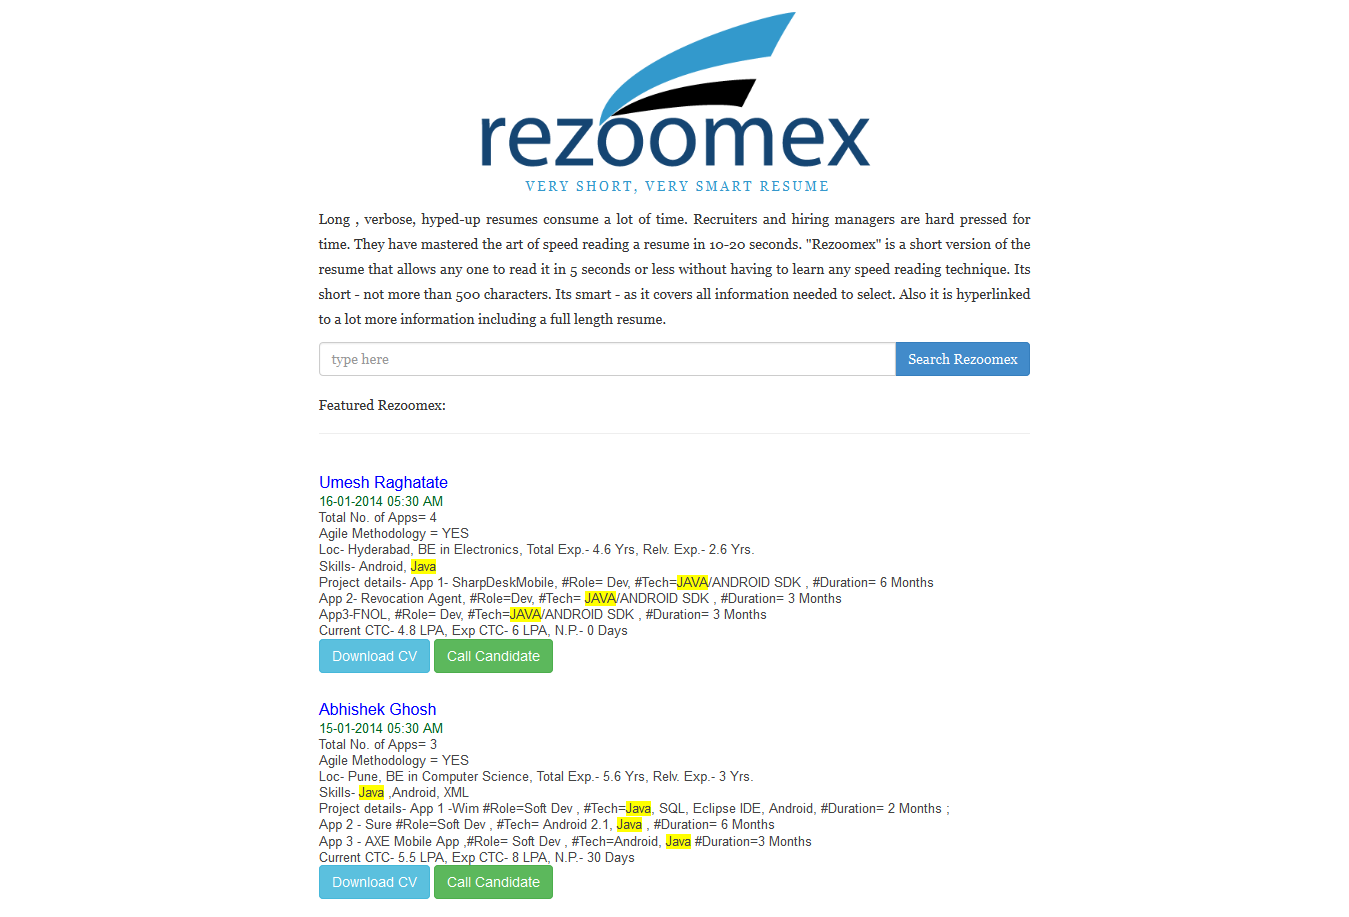 rezoomex
VERY SHORT, VERY SMART RESUME
Long , verbose, hyped-up resumes consume a lot of time. Recruiters and hiring managers are hard pressed for
time. They have mastered the art of speed reading a resume in 10-20 seconds. "Rezoomex" is a short version of the
resume that allows any one to read it in 5 seconds or less without having to learn any speed reading technique. Its
short - not more than 500 characters. Its smart - as it covers all information needed to select. Also it is hyperlinked
to a lot more information including a full length resume.
type here
Search Rezoomex
Featured Rezoomex:
Umesh Raghatate
16-01-2014 05:30 AM
Total No. of Apps= 4
Agile Methodology = YES
Loc- Hyderabad, BE in Electronics, Total Exp.- 4.6 Yrs, Relv. Exp.- 2.6 Yrs.
Skills- Android, Java
Project details- App 1- SharpDeskMobile, #Role= Dev, #Tech=JAVA/ANDROID SDK , #Duration= 6 Months
App 2- Revocation Agent, #Role=Dev, #Tech= JAVA/ANDROID SDK , #Duration= 3 Months
App3-FNOL, #Role= Dev, #Tech=JAVA/ANDROID SDK , #Duration= 3 Months
Current CTC- 4.8 LPA, Exp CTC- 6 LPA, N.P.- 0 Days
Download CV Call Candidate
Abhishek Ghosh
15-01-2014 05:30 AM
Total No. of Apps= 3
Agile Methodology = YES
Loc- Pune, BE in Computer Science, Total Exp.- 5.6 Yrs, Relv. Exp.- 3 Yrs.
Skills- Java ,Android, XML
Project details- App 1 -Wim #Role=Soft Dev , #Tech=Java, SQL, Eclipse IDE, Android, #Duration= 2 Months ;
App 2 - Sure #Role=Soft Dev , #Tech= Android 2.1, Java , #Duration= 6 Months
App 3 - AXE Mobile App ,#Role= Soft Dev , #Tech=Android, Java #Duration=3 Months
Current CTC- 5.5 LPA, Exp CTC- 8 LPA, N.P.- 30 Days
Download CV Call Candidate